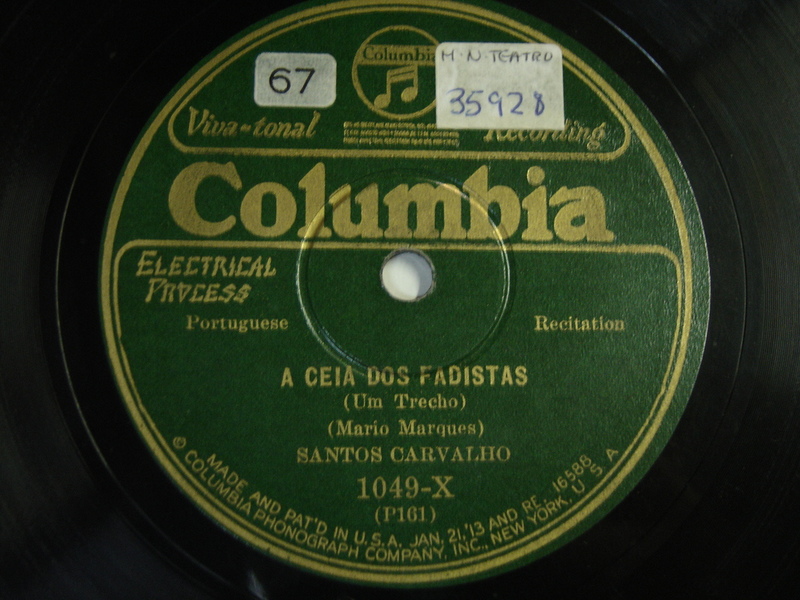 67
Columbia
M. N. TEATRO
35928
Viva-tonal Recording
Columbia
ELECTRICAL
PROCESS
Portuguese Recitation
A CEIA DOS FADISTAS
(Um Trecho)
(Mario Marques)
SANTOS CARVALHO
1049-X
(P161)
MADE AND PAT'D IN U.S.A. JAN. 21,'13 AND RE. 16588
© COLUMBIA PHONOGRAPH COMPANY, INC., NEW YORK, U S A